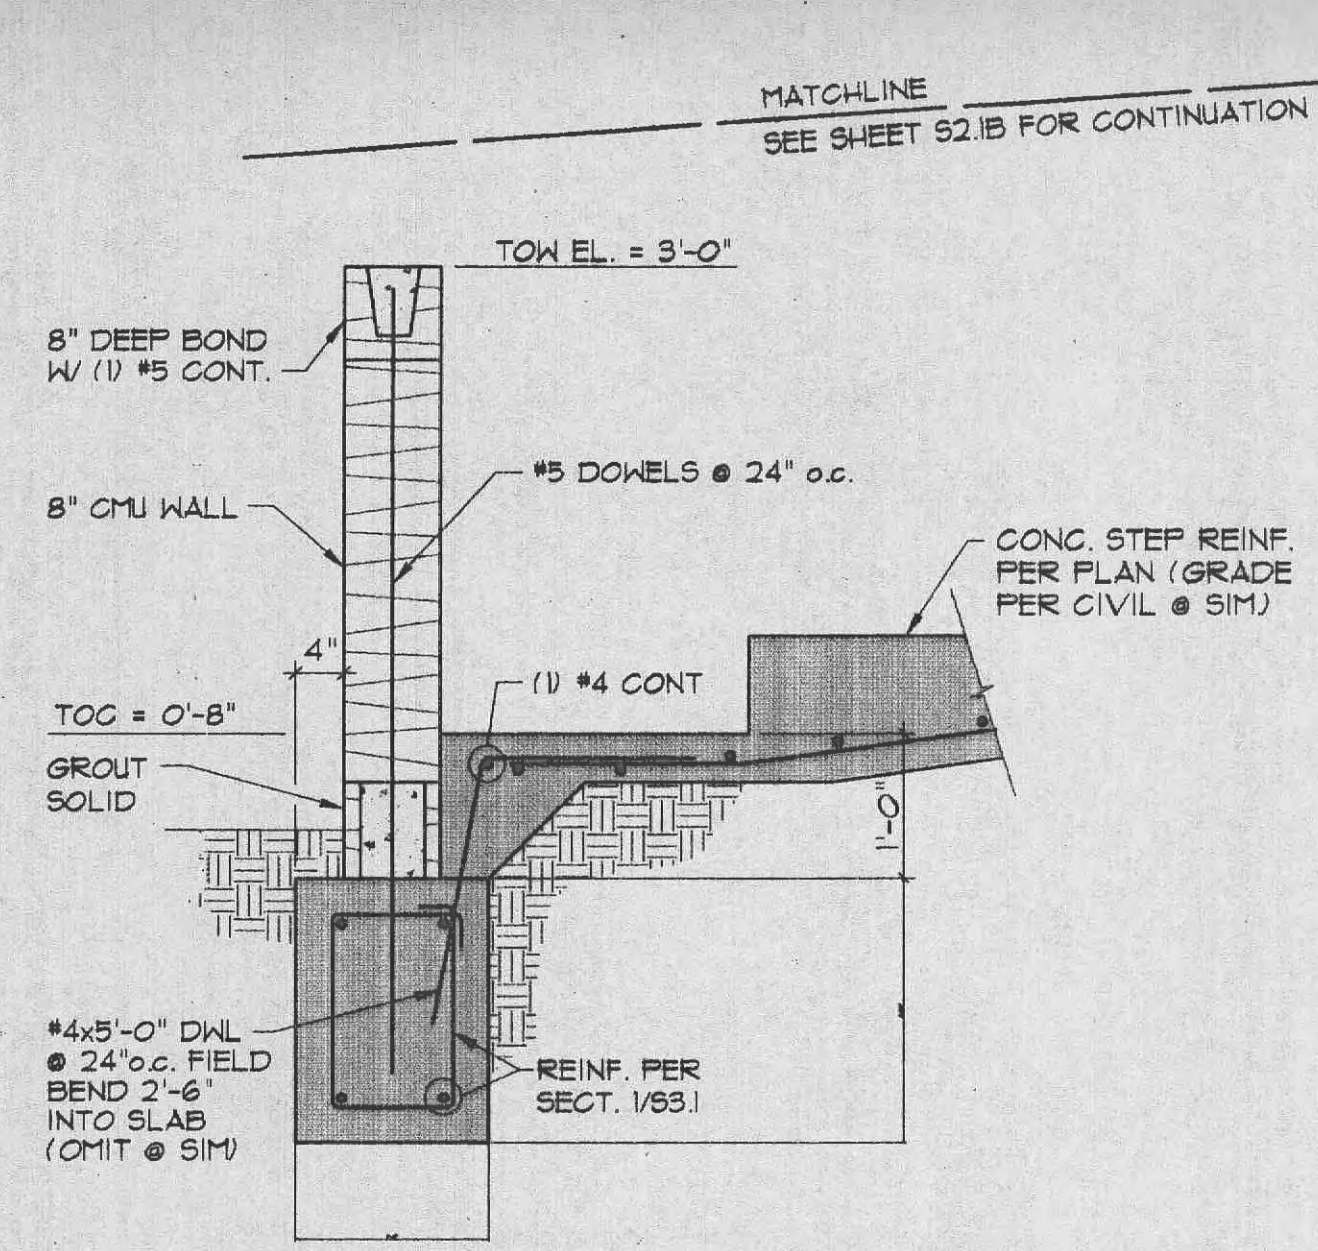 MATCHLINE
SEE SHEET S2.1B FOR CONTINUATION
TOW EL. = 3'-0"
8" DEEP BOND
W/ (1) #5 CONT.
#5 DOWELS @ 24" o.c.
8" CMU WALL
CONC. STEP REINF.
PER PLAN (GRADE
PER CIVIL @ SIM)
4"
(1) #4 CONT
TOC = 0'-8"
GROUT
SOLID
1'-0"
#4x5'-0" DWL
@ 24"o.c. FIELD
BEND 2'-6"
INTO SLAB
(OMIT @ SIM)
REINF. PER
SECT. 1/S3.1